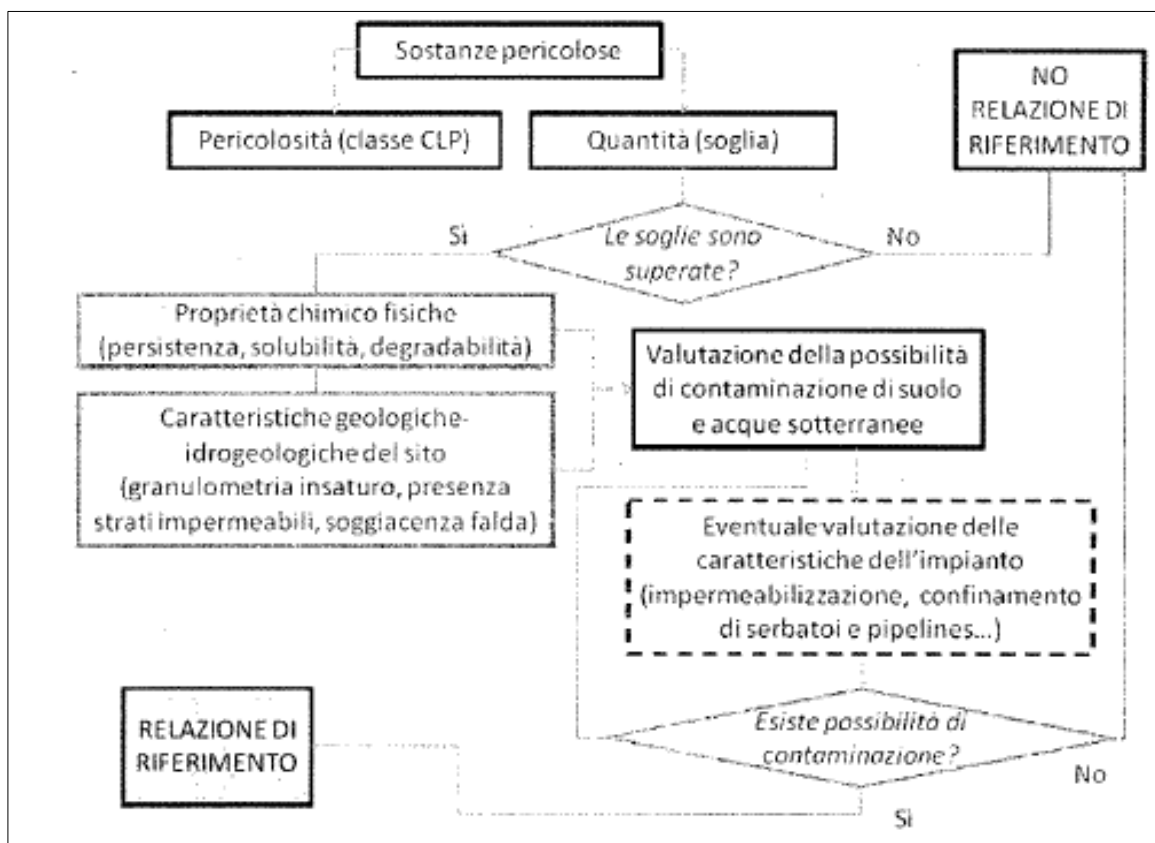 Sostanze pericolose
NO
RELAZIONE DI
RIFERIMENTO
Pericolosità (classe CLP)
Quantità (soglia)
Sì
Le soglie sono
superate?
No
Proprietà chimico fisiche
(persistenza, solubilità, degradabilità)
Valutazione della possibilità
di contaminazione di suolo
e acque sotterranee
Caratteristiche geologiche-
idrogeologiche del sito
(granulometria insaturo, presenza
strati impermeabili, soggiacenza falda)
Eventuale valutazione delle
caratteristiche dell'impianto
(impermeabilizzazione, confinamento
di serbatoi e pipelines...)
RELAZIONE DI
RIFERIMENTO
Esiste possibilità di
contaminazione?
No
Sì